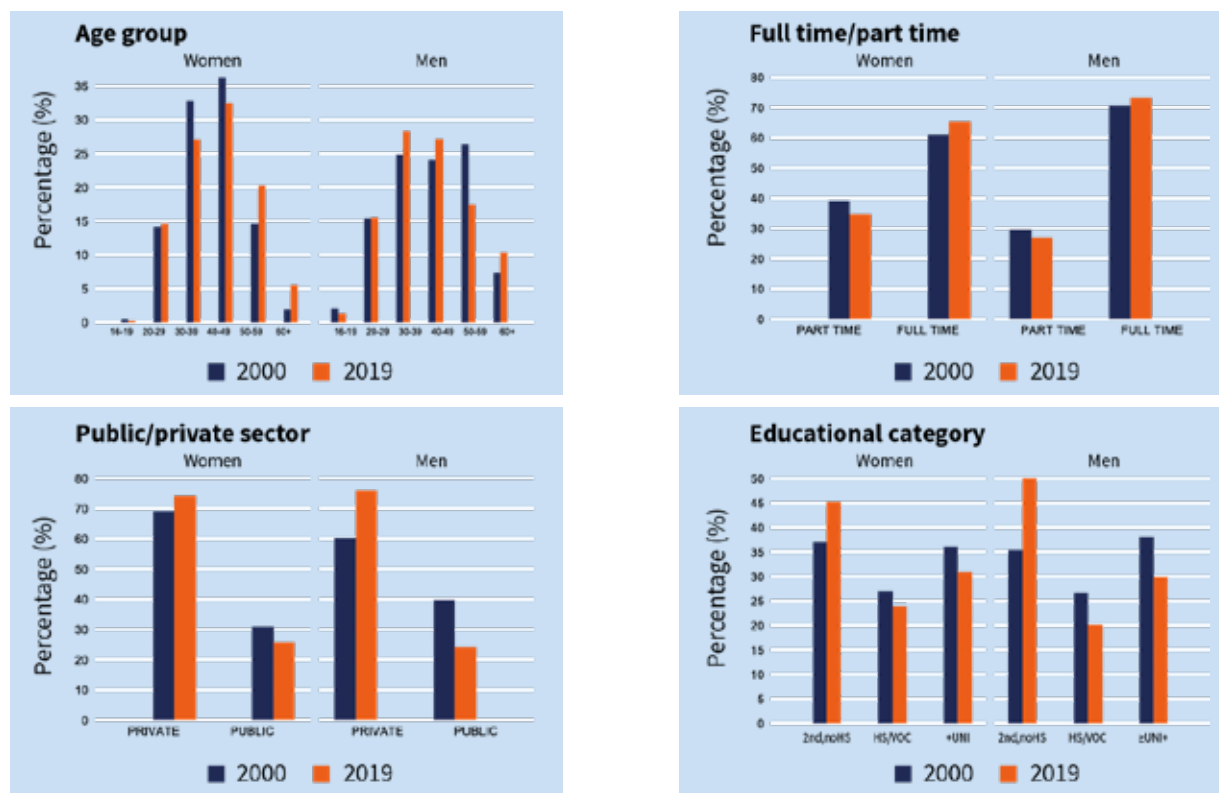 Age group
Women Men
Percentage (%)
35
30
25
20
15
10
5
0
16-19 20-29 30-39 40-49 50-59 60+ 16-19 20-29 30-39 40-49 50-59 60+
2000 2019
Full time/part time
Women Men
Percentage (%)
80
70
60
50
40
30
20
10
0
PART TIME FULL TIME PART TIME FULL TIME
2000 2019
Public/private sector
Women Men
Percentage (%)
80
70
60
50
40
30
20
10
0
PRIVATE PUBLIC PRIVATE PUBLIC
2000 2019
Educational category
Women Men
Percentage (%)
50
45
40
35
30
25
20
15
10
5
0
2nd,noHS HS/VOC +UNI 2nd,noHS HS/VOC ≥UNI+
2000 2019